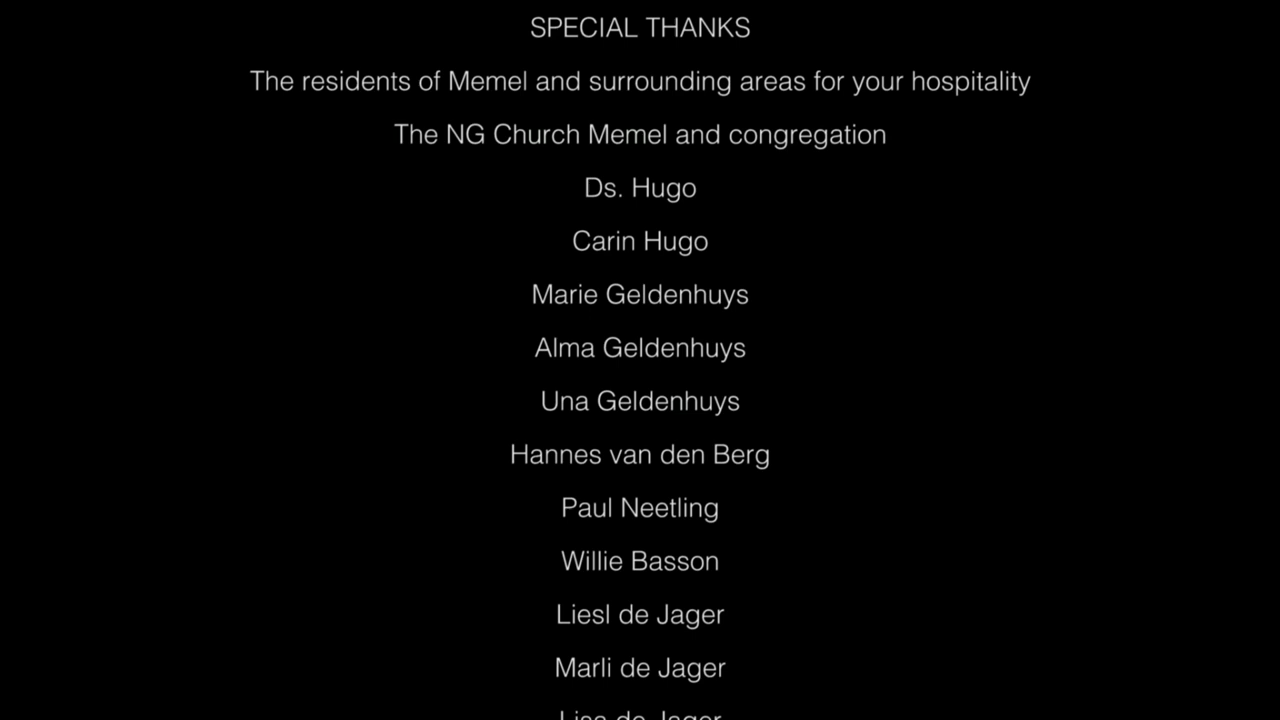 SPECIAL THANKS
The residents of Memel and surrounding areas for your hospitality
The NG Church Memel and congregation
Ds. Hugo
Carin Hugo
Marie Geldenhuys
Alma Geldenhuys
Una Geldenhuys
Hannes van den Berg
Paul Neetling
Willie Basson
Liesl de Jager
Marli de Jager
de Jager